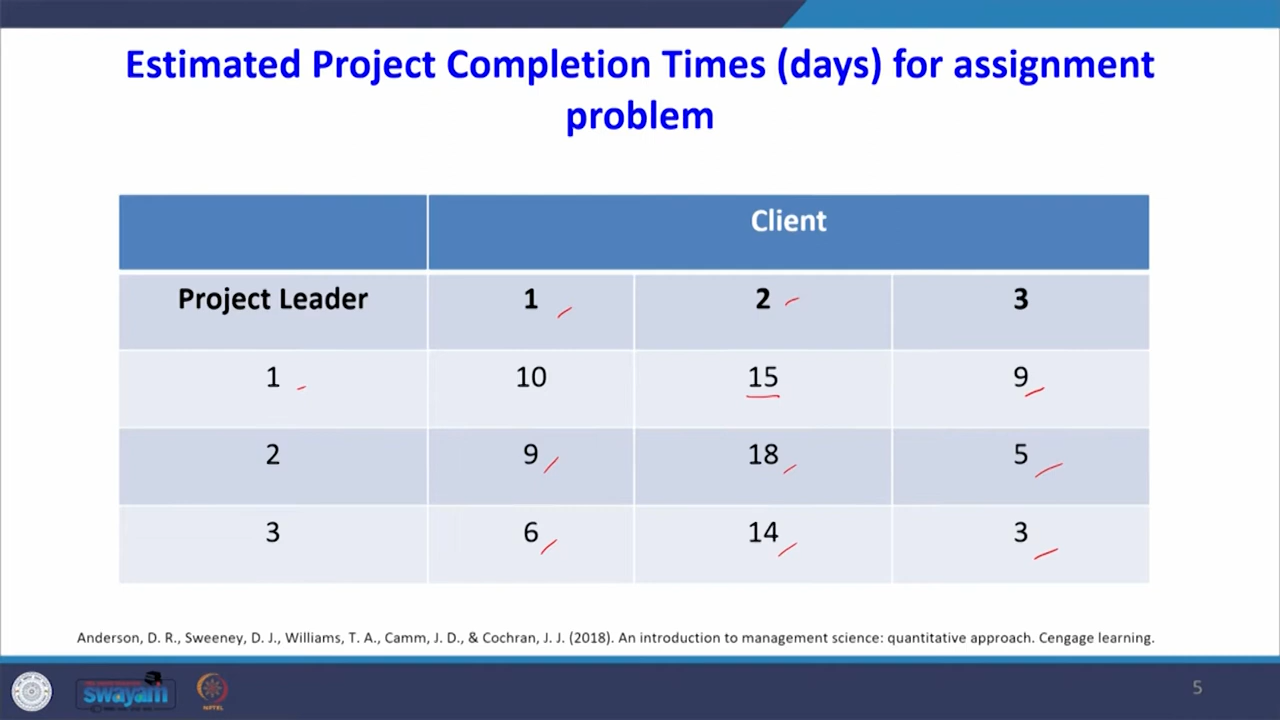 Estimated Project Completion Times (days) for assignment
problem
Client
Project Leader 1 2 3
1 10 15 9
2 9 18 5
3 6 14 3
Anderson, D. R., Sweeney, D. J., Williams, T. A., Camm, J. D., & Cochran, J. J. (2018). An introduction to management science: quantitative approach. Cengage learning.
swayam
NPTEL
5